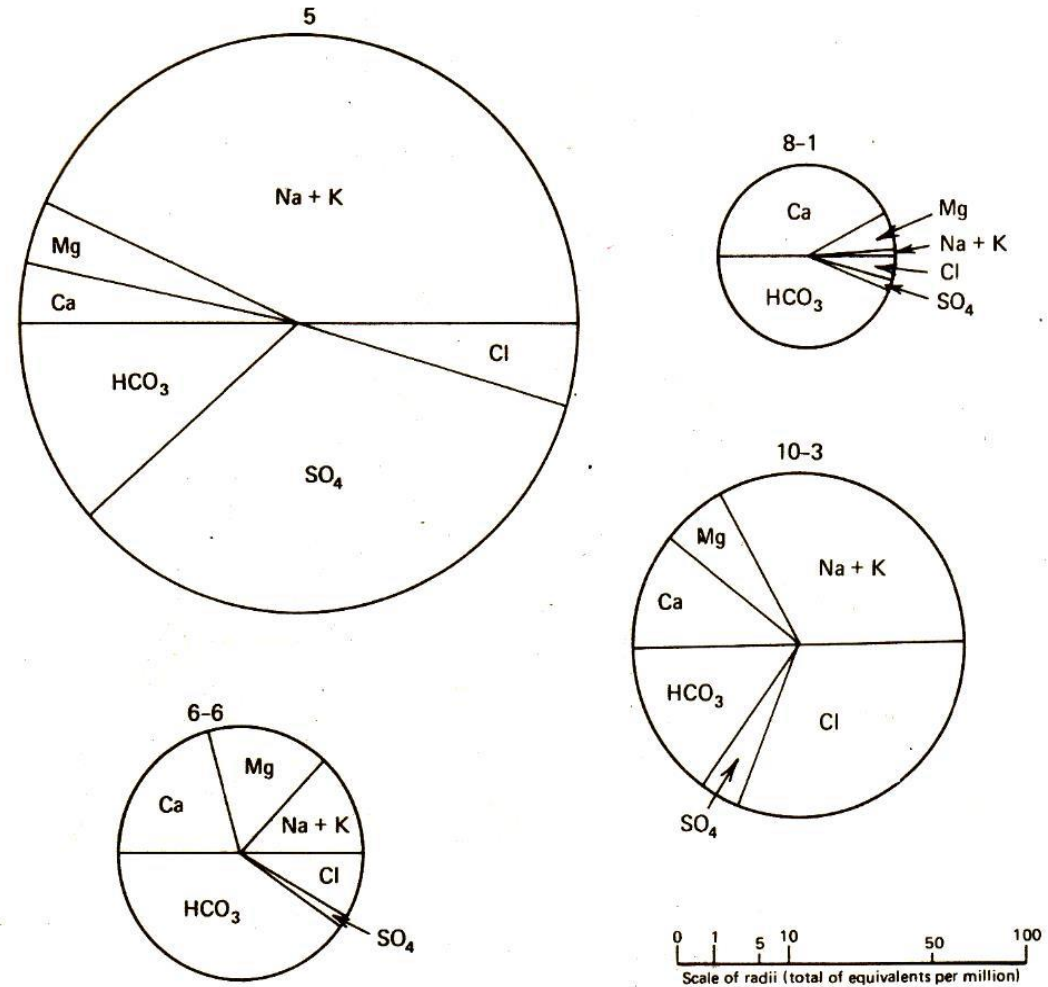 5
Na + K
Mg
Ca
HCO₃
Cl
SO₄
8-1
Ca
Mg
Na + K
Cl
HCO₃
SO₄
10-3
Mg
Na + K
Ca
HCO₃
Cl
SO₄
6-6
Mg
Ca
Na + K
Cl
HCO₃
SO₄
0 1 5 10 50 100
Scale of radii (total of equivalents per million)